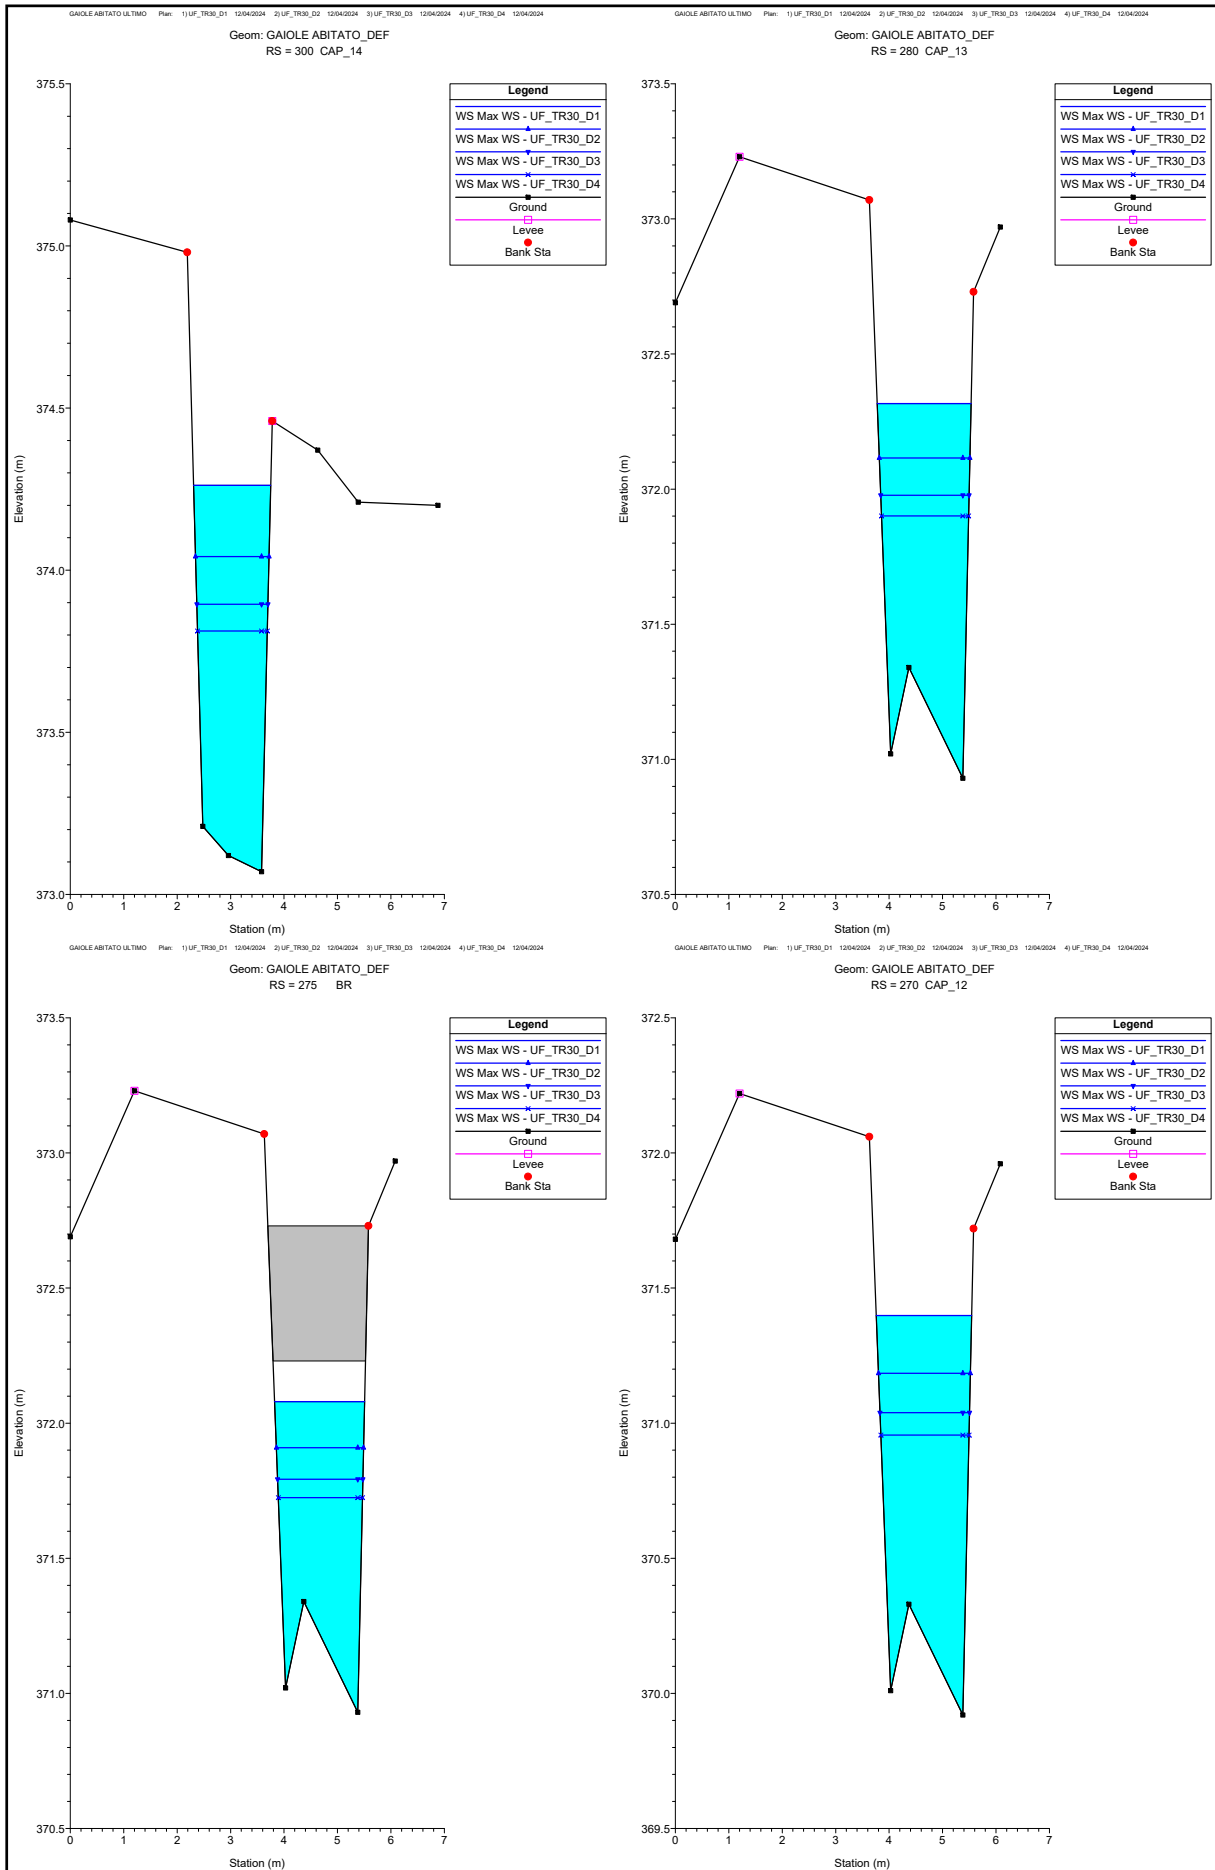 GAIOLE ABITATO ULTIMO Plan: 1) UF_TR30_D1 12/04/2024 2) UF_TR30_D2 12/04/2024 3) UF_TR30_D3 12/04/2024 4) UF_TR30_D4 12/04/2024
Geom: GAIOLE ABITATO_DEF
RS = 300 CAP_14
375.5
375.0
374.5
374.0
373.5
373.0
Elevation (m)
0 1 2 3 4 5 6 7
Station (m)
Legend
WS Max WS - UF_TR30_D1
WS Max WS - UF_TR30_D2
WS Max WS - UF_TR30_D3
WS Max WS - UF_TR30_D4
Ground
Levee
Bank Sta
GAIOLE ABITATO ULTIMO Plan: 1) UF_TR30_D1 12/04/2024 2) UF_TR30_D2 12/04/2024 3) UF_TR30_D3 12/04/2024 4) UF_TR30_D4 12/04/2024
Geom: GAIOLE ABITATO_DEF
RS = 280 CAP_13
373.5
373.0
372.5
372.0
371.5
371.0
370.5
Elevation (m)
0 1 2 3 4 5 6 7
Station (m)
Legend
WS Max WS - UF_TR30_D1
WS Max WS - UF_TR30_D2
WS Max WS - UF_TR30_D3
WS Max WS - UF_TR30_D4
Ground
Levee
Bank Sta
GAIOLE ABITATO ULTIMO Plan: 1) UF_TR30_D1 12/04/2024 2) UF_TR30_D2 12/04/2024 3) UF_TR30_D3 12/04/2024 4) UF_TR30_D4 12/04/2024
Geom: GAIOLE ABITATO_DEF
RS = 275 BR
373.5
373.0
372.5
372.0
371.5
371.0
370.5
Elevation (m)
0 1 2 3 4 5 6 7
Station (m)
Legend
WS Max WS - UF_TR30_D1
WS Max WS - UF_TR30_D2
WS Max WS - UF_TR30_D3
WS Max WS - UF_TR30_D4
Ground
Levee
Bank Sta
GAIOLE ABITATO ULTIMO Plan: 1) UF_TR30_D1 12/04/2024 2) UF_TR30_D2 12/04/2024 3) UF_TR30_D3 12/04/2024 4) UF_TR30_D4 12/04/2024
Geom: GAIOLE ABITATO_DEF
RS = 270 CAP_12
372.5
372.0
371.5
371.0
370.5
370.0
369.5
Elevation (m)
0 1 2 3 4 5 6 7
Station (m)
Legend
WS Max WS - UF_TR30_D1
WS Max WS - UF_TR30_D2
WS Max WS - UF_TR30_D3
WS Max WS - UF_TR30_D4
Ground
Levee
Bank Sta